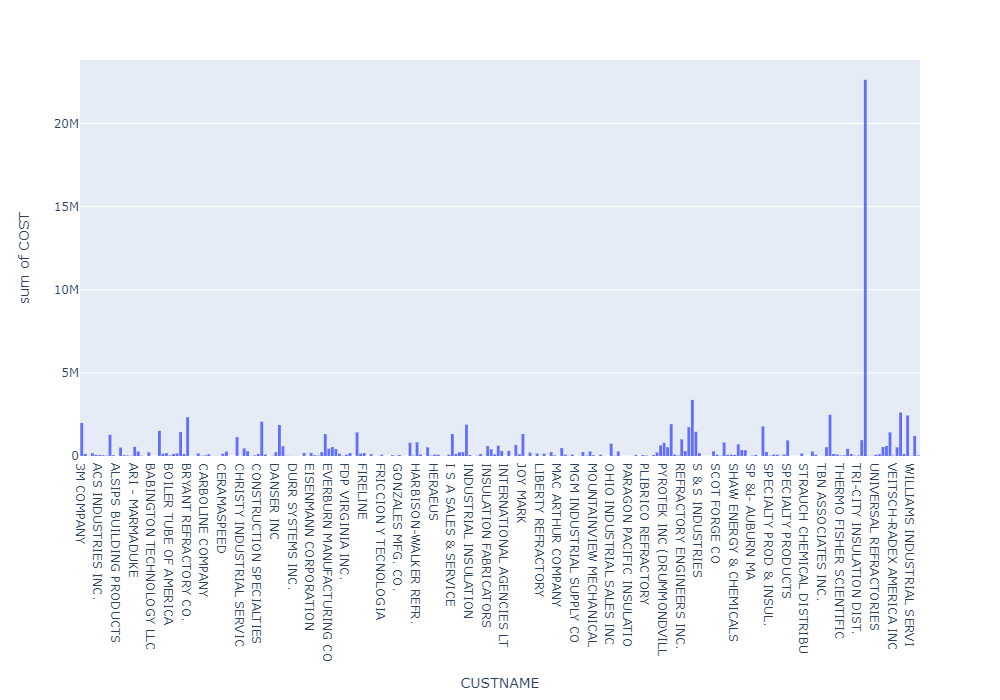 20M
15M
10M
5M
0
sum of COST
3M COMPANY
ACS INDUSTRIES INC.
ALSIPS BUILDING PRODUCTS
ARI - MARMADUKE
BABINGTON TECHNOLOGY LLC
BOILER TUBE OF AMERICA
BRYANT REFRACTORY CO.
CARBOLINE COMPANY
CERAMASPEED
CHRISTY INDUSTRIAL SERVIC
CONSTRUCTION SPECIALTIES
DANSER INC
DURR SYSTEMS INC.
EISENMANN CORPORATION
EVERBURN MANUFACTURING CO
FDP VIRGINIA INC.
FIRELINE
FRICCION Y TECNOLOGIA
GONZALES MFG. CO.
HARBISON-WALKER REFR.
HERAEUS
I S A SALES & SERVICE
INDUSTRIAL INSULATION
INSULATION FABRICATORS
INTERNATIONAL AGENCIES LT
JOY MARK
LIBERTY REFRACTORY
MAC ARTHUR COMPANY
MGM INDUSTRIAL SUPPLY CO
MOUNTAINVIEW MECHANICAL
OHIO INDUSTRIAL SALES INC
PARAGON PACIFIC INSULATIO
PLIBRICO REFRACTORY
PYROTEK INC (DRUMMONDVILL
REFRACTORY ENGINEERS INC.
S & S INDUSTRIES
SCOT FORGE CO
SHAW ENERGY & CHEMICALS
SP &I- AUBURN MA
SPECIALTY PROD & INSUL.
SPECIALTY PRODUCTS
STRAUCH CHEMICAL DISTRIBU
TBN ASSOCIATES INC.
THERMO FISHER SCIENTIFIC
TRI-CITY INSULATION DIST.
UNIVERSAL REFRACTORIES
VEITSCH-RADEX AMERICA INC
WILLIAMS INDUSTRIAL SERVI
CUSTNAME